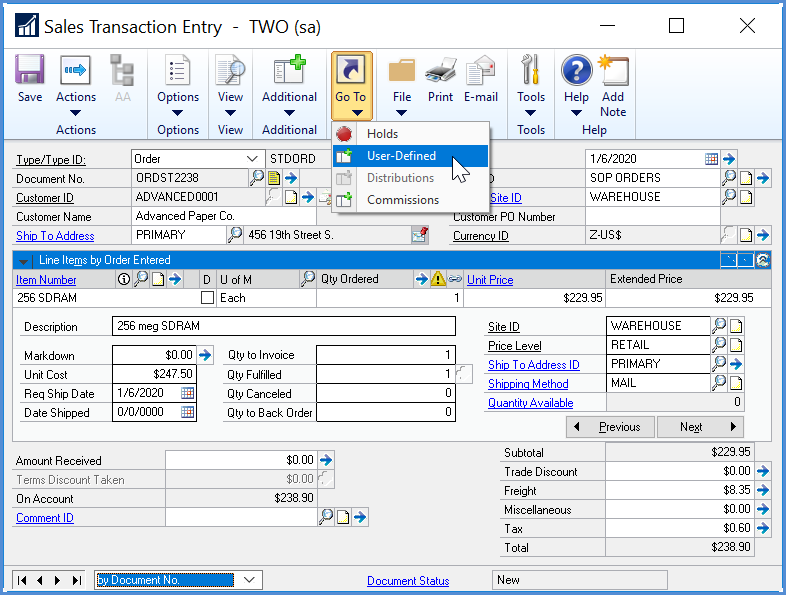 Sales Transaction Entry - TWO (sa)
Save Actions AA Options View Additional Go To File Print E-mail Tools Help Add Note
Actions Options View Additional Tools Help
Holds
User-Defined
Distributions
Commissions
Type/Type ID: Order STDORD 1/6/2020
Document No. ORDST2238 SOP ORDERS
Customer ID ADVANCED0001 Site ID WAREHOUSE
Customer Name Advanced Paper Co. Customer PO Number
Ship To Address PRIMARY 456 19th Street S. Currency ID Z-US$
Line Items by Order Entered
Item Number D U of M Qty Ordered Unit Price Extended Price
256 SDRAM Each 1 $229.95 $229.95
Description 256 meg SDRAM Site ID WAREHOUSE
Price Level RETAIL
Markdown $0.00 Qty to Invoice 1 Ship To Address ID PRIMARY
Unit Cost $247.50 Qty Fulfilled 1 Shipping Method MAIL
Req Ship Date 1/6/2020 Qty Canceled 0 Quantity Available 0
Date Shipped 0/0/0000 Qty to Back Order 0
Previous Next
Subtotal $229.95
Amount Received $0.00 Trade Discount $0.00
Terms Discount Taken $0.00 Freight $8.35
On Account $238.90 Miscellaneous $0.00
Comment ID Tax $0.60
Total $238.90
by Document No. Document Status New